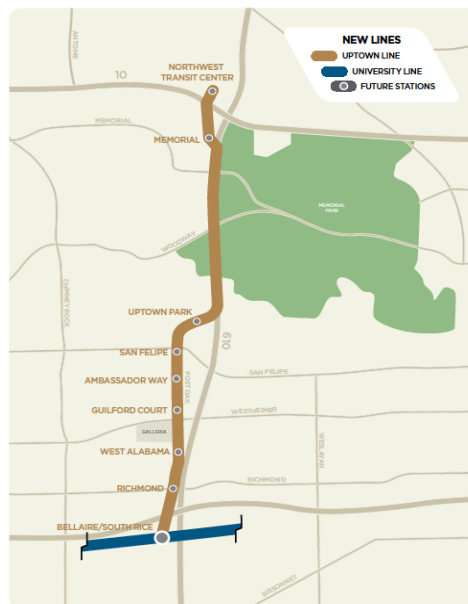 NEW LINES
UPTOWN LINE
UNIVERSITY LINE
FUTURE STATIONS
ANTOINE
10
NORTHWEST
TRANSIT CENTER
MEMORIAL
MEMORIAL
MEMORIAL
PARK
WOODWAY
CHIMNEY ROCK
UPTOWN PARK
610
SAN FELIPE
SAN FELIPE
POST OAK
AMBASSADOR WAY
GUILFORD COURT
WESTHEIMER
GALLERIA
WESLAYAN
WEST ALABAMA
RICHMOND
RICHMOND
BELLAIRE/SOUTH RICE
BISSONNET